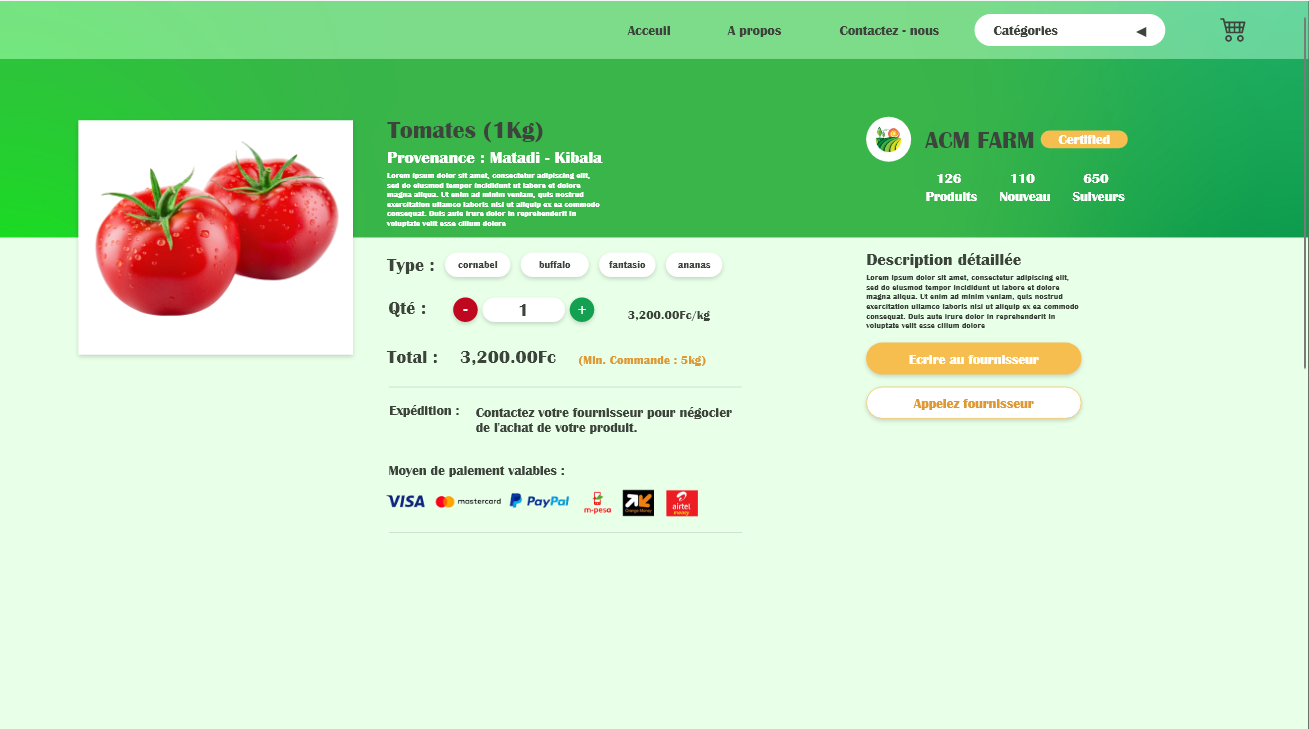 Acceuil
A propos
Contactez - nous
Catégories
Tomates (1Kg)
Provenance : Matadi - Kibala
Lorem ipsum dolor sit amet, consectetur adipiscing elit,
sed do eiusmod tempor incididunt ut labore et dolore
magna aliqua. Ut enim ad minim veniam, quis nostrud
exercitation ullamco laboris nisi ut aliquip ex ea commodo
consequat. Duis aute irure dolor in reprehenderit in
voluptate velit esse cillum dolore
ACM FARM
Certified
126
Produits
110
Nouveau
650
Suiveurs
Type :
cornabel
buffalo
fantasio
ananas
Qté :
-
1
+
3,200.00Fc/kg
Total :
3,200.00Fc
(Min. Commande : 5kg)
Expédition :
Contactez votre fournisseur pour négocier
de l'achat de votre produit.
Moyen de paiement valables :
VISA
mastercard
PayPal
m-pesa
Orange Money
airtel
money
Description détaillée
Lorem ipsum dolor sit amet, consectetur adipiscing elit,
sed do eiusmod tempor incididunt ut labore et dolore
magna aliqua. Ut enim ad minim veniam, quis nostrud
exercitation ullamco laboris nisi ut aliquip ex ea commodo
consequat. Duis aute irure dolor in reprehenderit in
voluptate velit esse cillum dolore
Ecrire au fournisseur
Appelez fournisseur